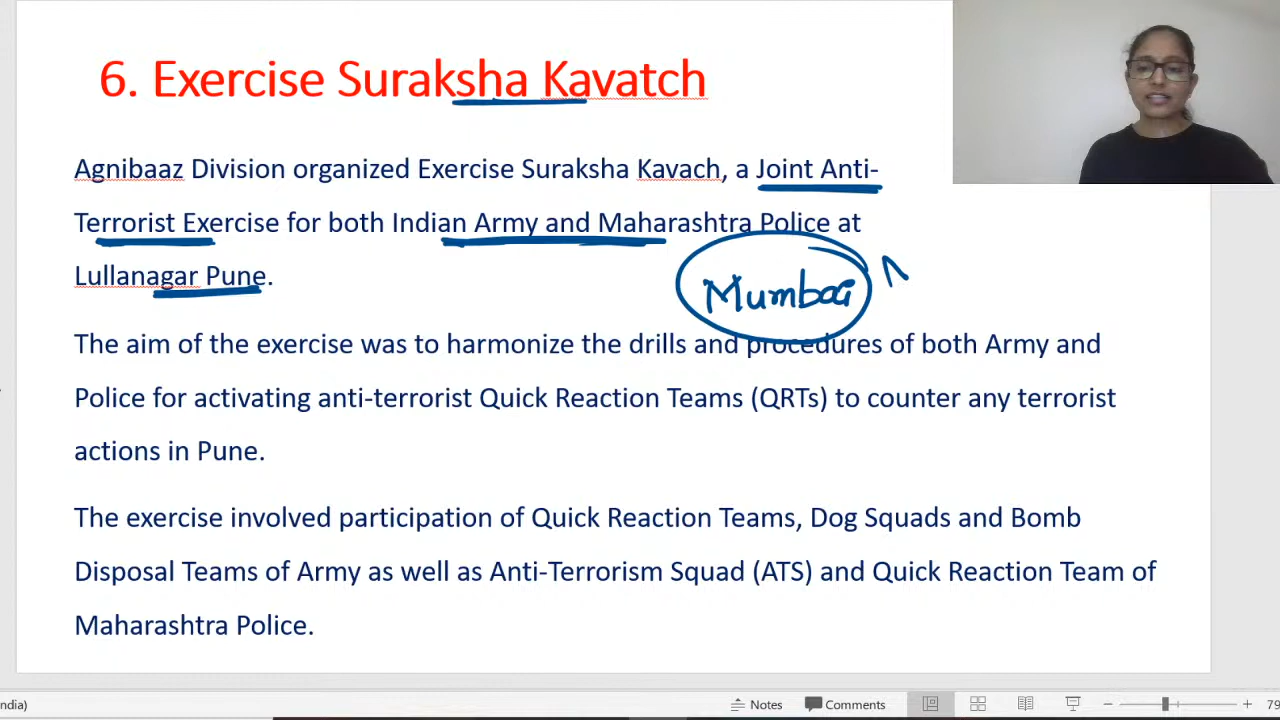 6. Exercise Suraksha Kavatch
Agnibaaz Division organized Exercise Suraksha Kavach, a Joint Anti-
Terrorist Exercise for both Indian Army and Maharashtra Police at
Lullanagar Pune.
Mumbai
The aim of the exercise was to harmonize the drills and procedures of both Army and
Police for activating anti-terrorist Quick Reaction Teams (QRTs) to counter any terrorist
actions in Pune.
The exercise involved participation of Quick Reaction Teams, Dog Squads and Bomb
Disposal Teams of Army as well as Anti-Terrorism Squad (ATS) and Quick Reaction Team of
Maharashtra Police.
ndia) Notes Comments 79